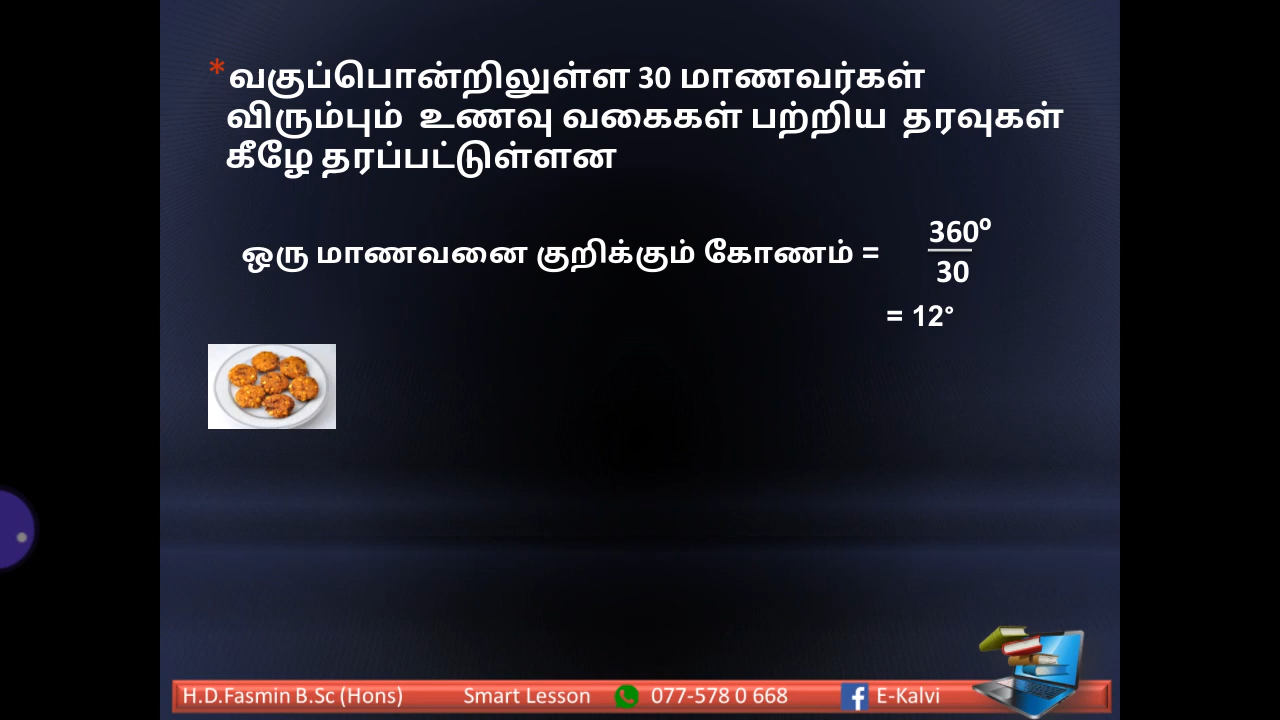 *வகுப்பொன்றிலுள்ள 30 மாணவர்கள்
விரும்பும் உணவு வகைகள் பற்றிய தரவுகள்
கீழே தரப்பட்டுள்ளன
ஒரு மாணவனை குறிக்கும் கோணம் = 360⁰
30
= 12°
H.D.Fasmin B.Sc (Hons) Smart Lesson 077-578 0 668 E-Kalvi